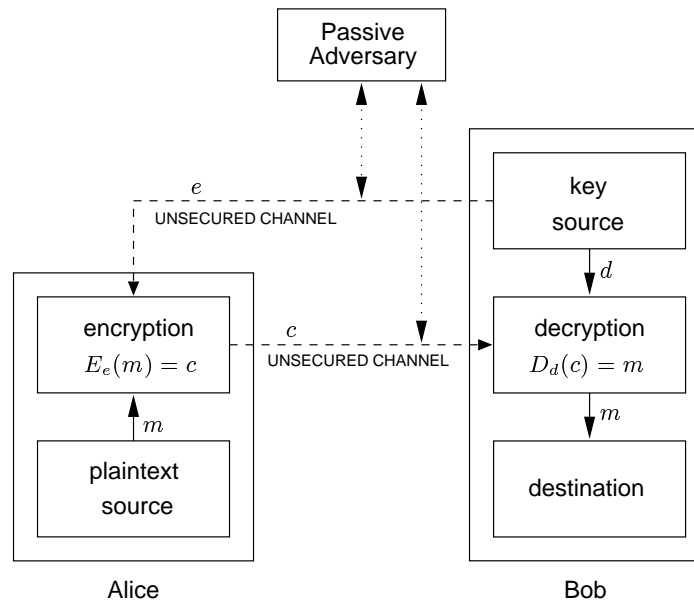 Passive
Adversary
e
UNSECURED CHANNEL
key
source
d
encryption
E_e(m) = c
c
UNSECURED CHANNEL
decryption
D_d(c) = m
m
m
plaintext
source
destination
Alice
Bob